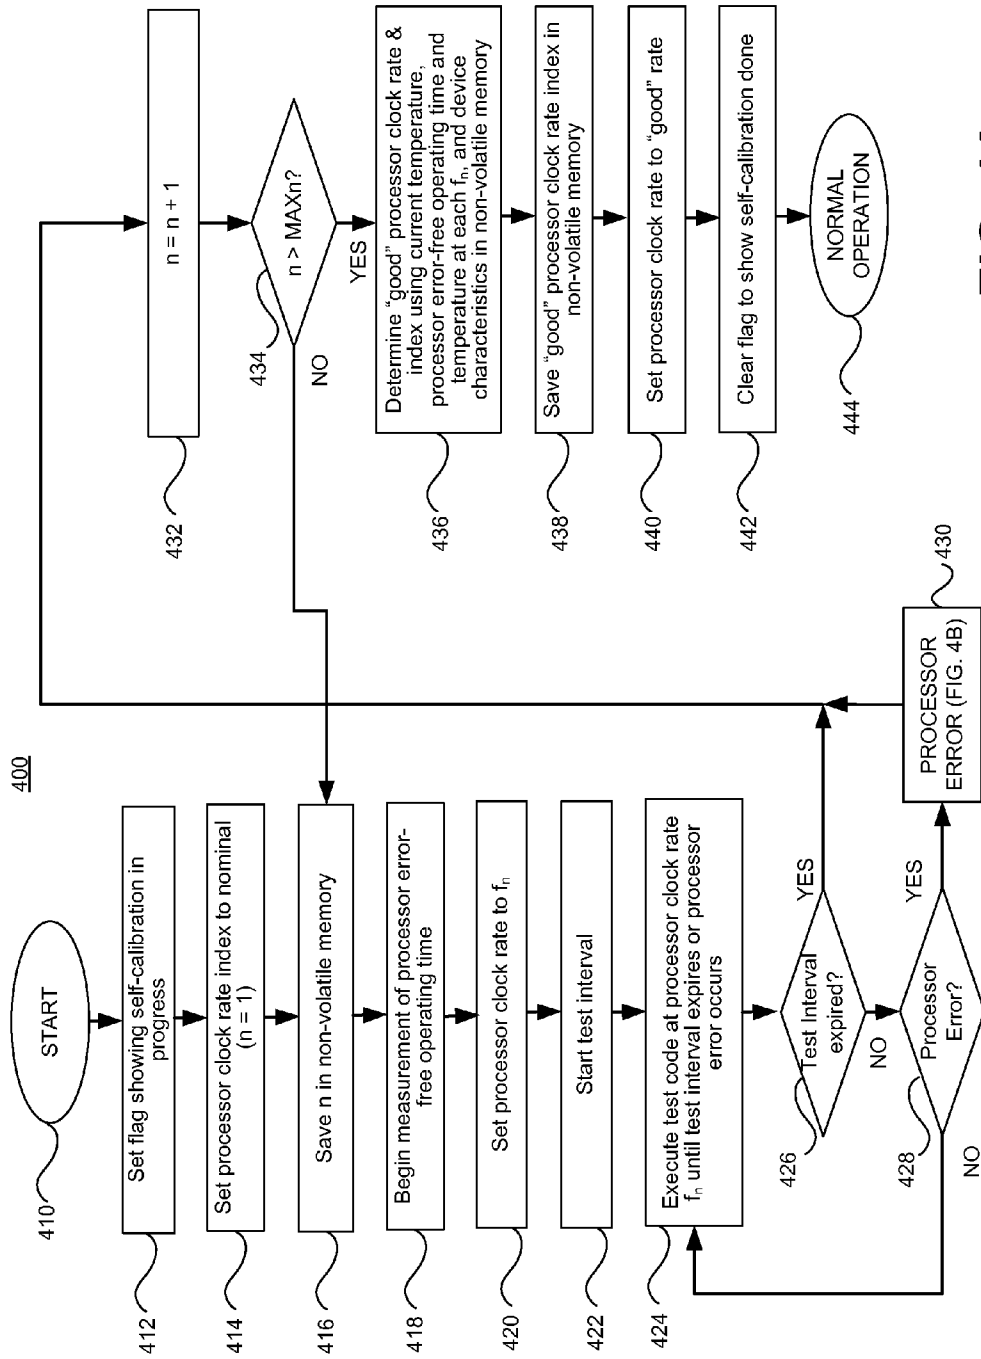 400
START
410
Set flag showing self-calibration in
progress
412
Set processor clock rate index to nominal
(n = 1)
414
Save n in non-volatile memory
416
Begin measurement of processor error-
free operating time
418
Set processor clock rate to fn
420
Start test interval
422
Execute test code at processor clock rate
fn until test interval expires or processor
error occurs
424
Test Interval
expired?
426
YES
NO
Processor
Error?
428
YES
NO
PROCESSOR
ERROR (FIG. 4B)
430
n = n + 1
432
n > MAXn?
434
NO
YES
Determine “good” processor clock rate &
index using current temperature,
processor error-free operating time and
temperature at each fn, and device
characteristics in non-volatile memory
436
Save “good” processor clock rate index in
non-volatile memory
438
Set processor clock rate to “good” rate
440
Clear flag to show self-calibration done
442
NORMAL
OPERATION
444